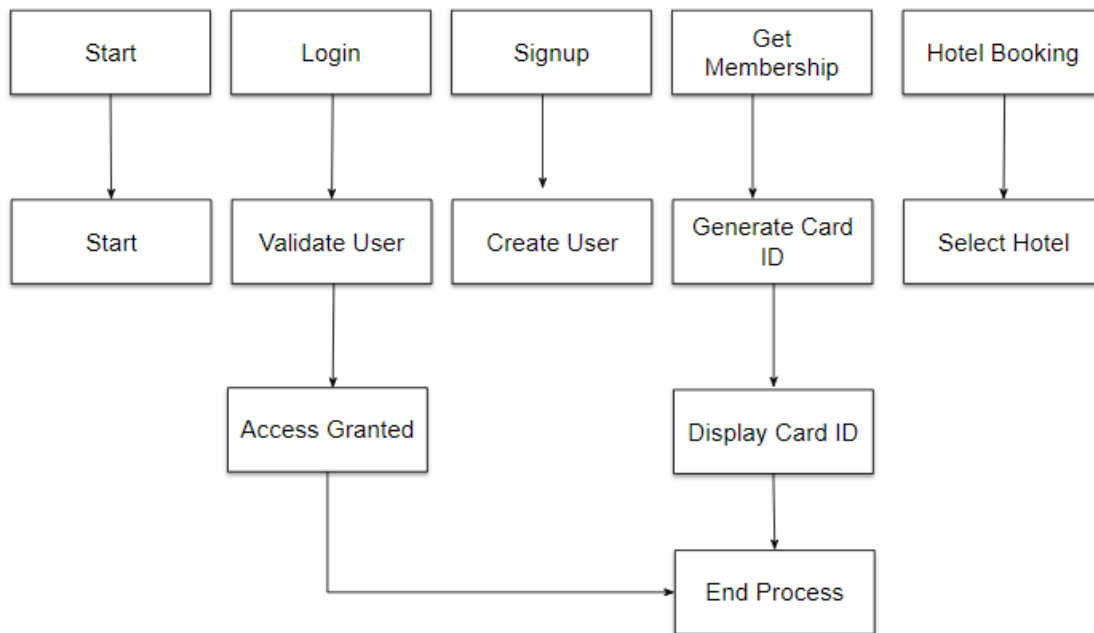 Start
Login
Signup
Get
Membership
Hotel Booking
Start
Validate User
Create User
Generate Card
ID
Select Hotel
Access Granted
Display Card ID
End Process